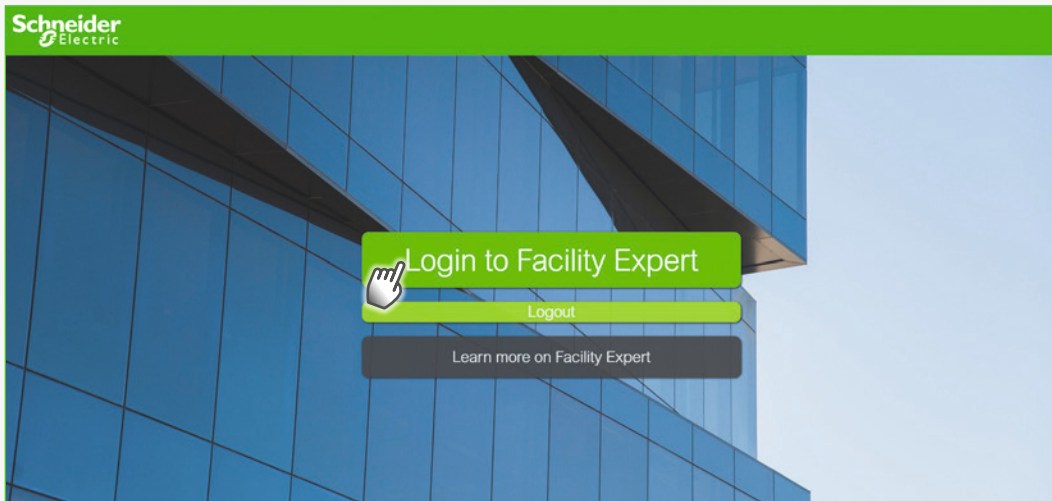 Schneider
Electric
Login to Facility Expert
Logout
Learn more on Facility Expert